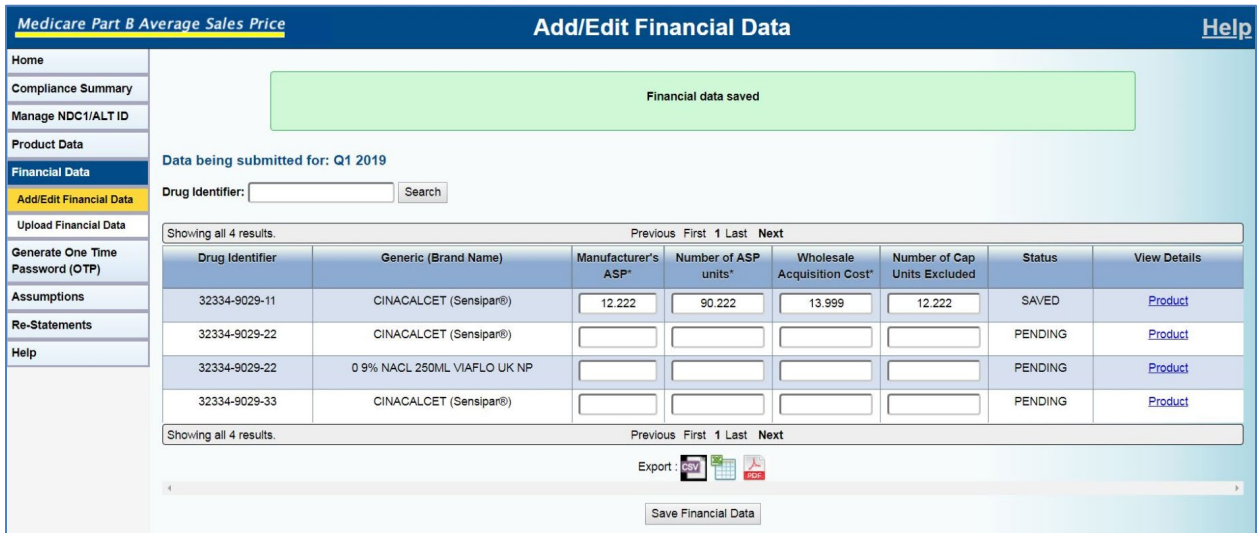 Medicare Part B Average Sales Price
Add/Edit Financial Data
Help
Home
Compliance Summary
Manage NDC1/ALT ID
Product Data
Financial Data
Add/Edit Financial Data
Upload Financial Data
Generate One Time
Password (OTP)
Assumptions
Re-Statements
Help
Financial data saved
Data being submitted for: Q1 2019
Drug Identifier: Search
Showing all 4 results. Previous First 1 Last Next
Drug Identifier Generic (Brand Name) Manufacturer's ASP* Number of ASP units* Wholesale Acquisition Cost* Number of Cap Units Excluded Status View Details
32334-9029-11 CINACALCET (Sensipar®) 12.222 90.222 13.999 12.222 SAVED Product
32334-9029-22 CINACALCET (Sensipar®) PENDING Product
32334-9029-22 0 9% NACL 250ML VIAFLO UK NP PENDING Product
32334-9029-33 CINACALCET (Sensipar®) PENDING Product
Showing all 4 results. Previous First 1 Last Next
Export : CSV PDF
Save Financial Data